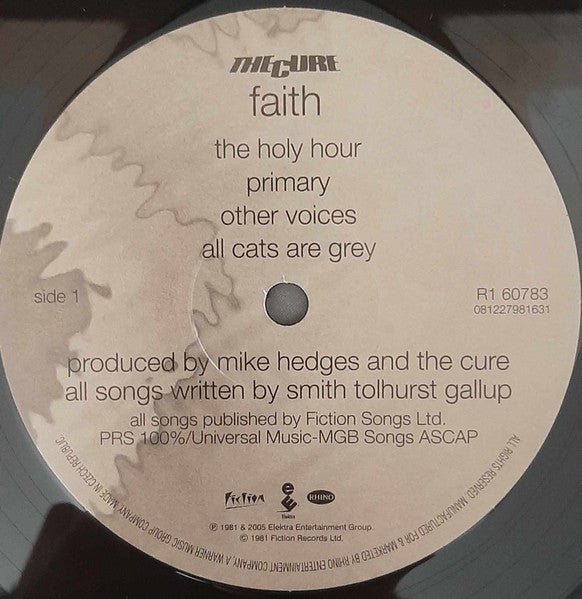 THE CURE
faith
the holy hour
primary
other voices
all cats are grey
side 1
R1 60783
081227981631
produced by mike hedges and the cure
all songs written by smith tolhurst gallup
all songs published by Fiction Songs Ltd.
PRS 100%/Universal Music-MGB Songs ASCAP
Fiction
Elektra
RHINO
℗ 1981 & 2005 Elektra Entertainment Group.
© 1981 Fiction Records Ltd.
ALL RIGHTS RESERVED. MANUFACTURED FOR & MARKETED BY RHINO ENTERTAINMENT COMPANY, A WARNER MUSIC GROUP COMPANY. MADE IN CZECH REPUBLIC.